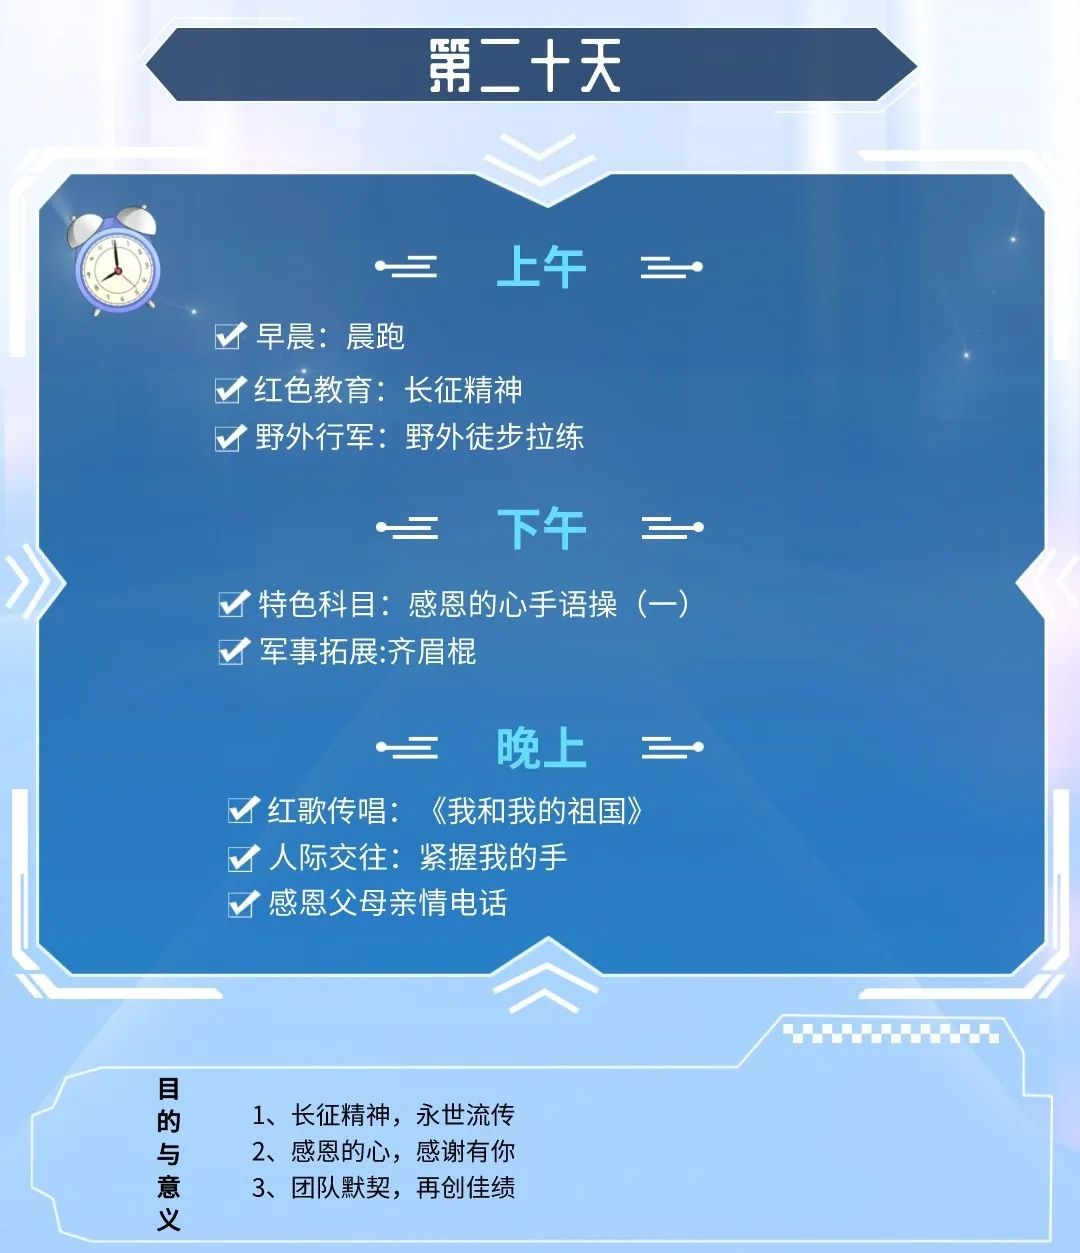 第二十天
上午
早晨：晨跑
红色教育：长征精神
野外行军：野外徒步拉练
下午
特色科目：感恩的心手语操（一）
军事拓展:齐眉棍
晚上
红歌传唱：《我和我的祖国》
人际交往：紧握我的手
感恩父母亲情电话
目的与意义
1、长征精神，永世流传
2、感恩的心，感谢有你
3、团队默契，再创佳绩